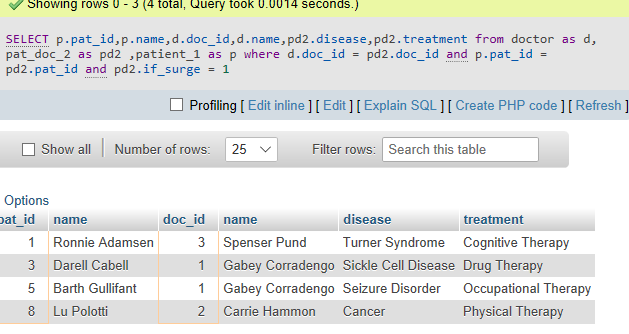 Showing rows 0 - 3 (4 total, Query took 0.0014 seconds.)
SELECT p.pat_id,p.name,d.doc_id,d.name,pd2.disease,pd2.treatment from doctor as d,
pat_doc_2 as pd2 ,patient_1 as p where d.doc_id = pd2.doc_id and p.pat_id =
pd2.pat_id and pd2.if_surge = 1
Profiling [ Edit inline ] [ Edit ] [ Explain SQL ] [ Create PHP code ] [ Refresh ]
Show all Number of rows: 25 Filter rows: Search this table
Options
pat_id name doc_id name disease treatment
1 Ronnie Adamsen 3 Spenser Pund Turner Syndrome Cognitive Therapy
3 Darell Cabell 1 Gabey Corradengo Sickle Cell Disease Drug Therapy
5 Barth Gullifant 1 Gabey Corradengo Seizure Disorder Occupational Therapy
8 Lu Polotti 2 Carrie Hammon Cancer Physical Therapy